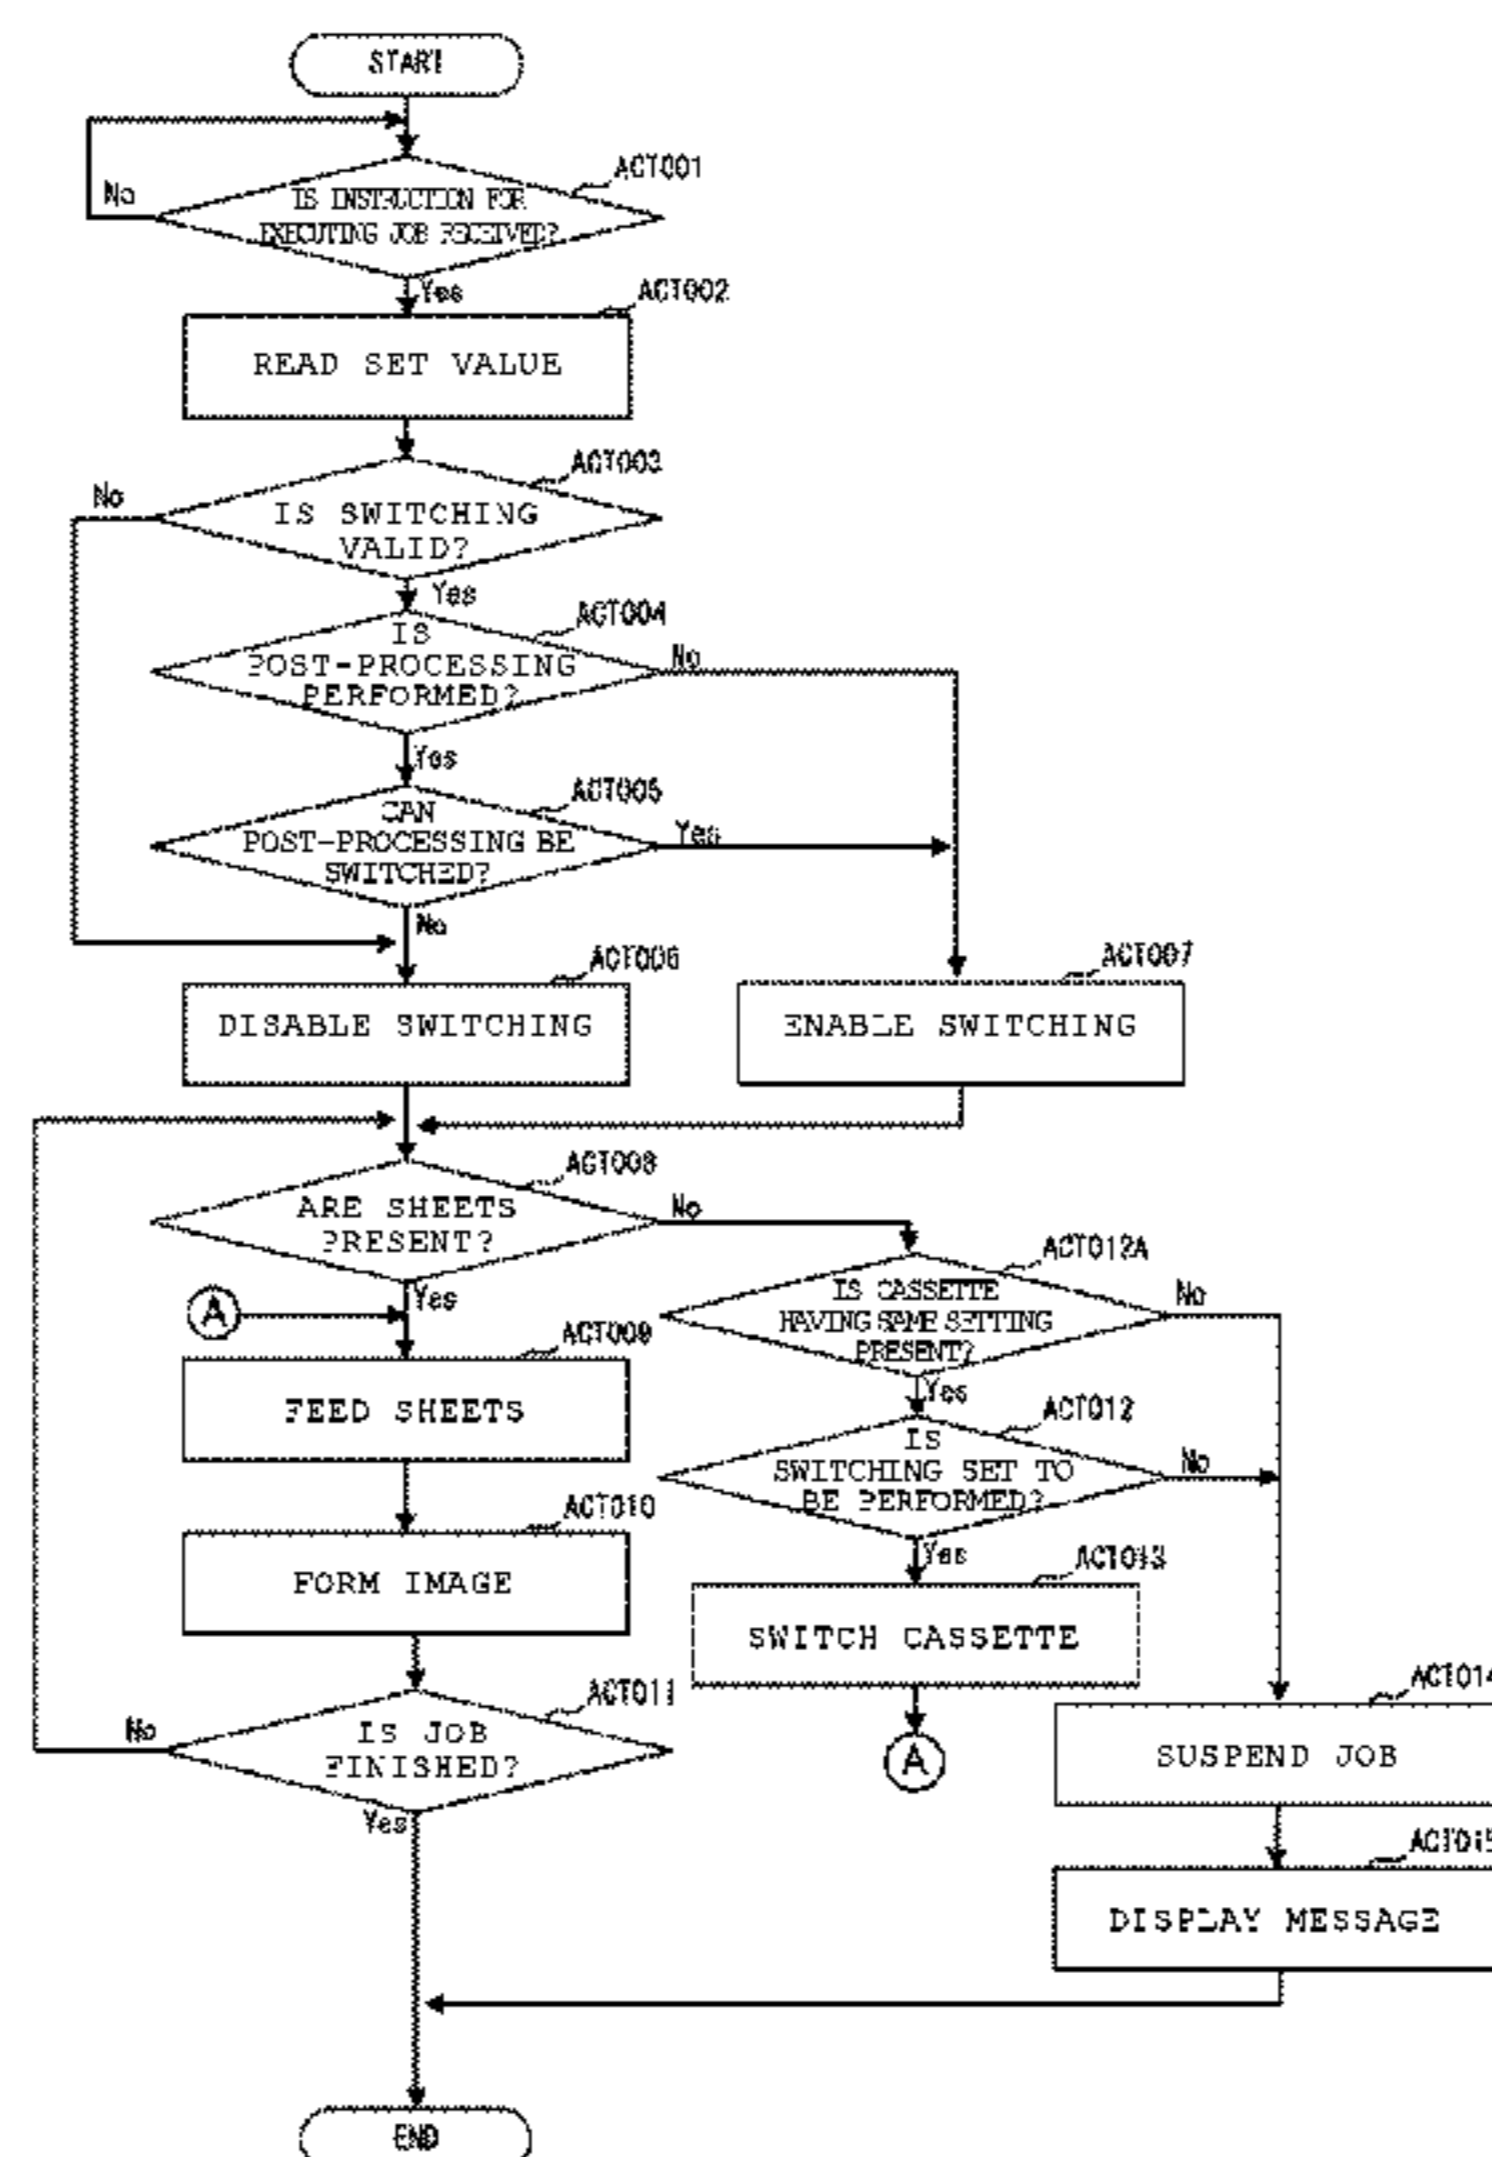 START
ACT001
No
IS INSTRUCTION FOR
EXECUTING JOB RECEIVED?
Yes
ACT002
READ SET VALUE
ACT003
No
IS SWITCHING
VALID?
Yes
ACT004
IS
POST-PROCESSING
PERFORMED?
No
Yes
ACT005
CAN
POST-PROCESSING BE
SWITCHED?
Yes
No
ACT006
ACT007
DISABLE SWITCHING
ENABLE SWITCHING
ACT008
ARE SHEETS
PRESENT?
No
Yes
ACT012A
IS CASSETTE
HAVING SAME SETTING
PRESENT?
No
A
ACT009
FEED SHEETS
Yes
ACT012
IS
SWITCHING SET TO
BE PERFORMED?
No
ACT010
FORM IMAGE
Yes
ACT013
SWITCH CASSETTE
ACT011
No
IS JOB
FINISHED?
Yes
A
ACT014
SUSPEND JOB
ACT015
DISPLAY MESSAGE
END